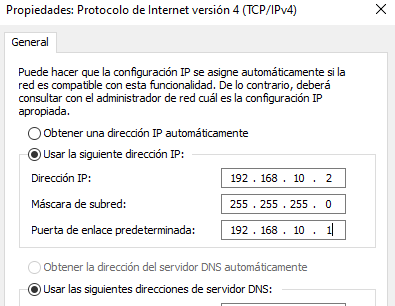 Propiedades: Protocolo de Internet versión 4 (TCP/IPv4)
General
Puede hacer que la configuración IP se asigne automáticamente si la
red es compatible con esta funcionalidad. De lo contrario, deberá
consultar con el administrador de red cuál es la configuración IP
apropiada.
Obtener una dirección IP automáticamente
Usar la siguiente dirección IP:
Dirección IP: 192 . 168 . 10 . 2
Máscara de subred: 255 . 255 . 255 . 0
Puerta de enlace predeterminada: 192 . 168 . 10 . 1
Obtener la dirección del servidor DNS automáticamente
Usar las siguientes direcciones de servidor DNS: